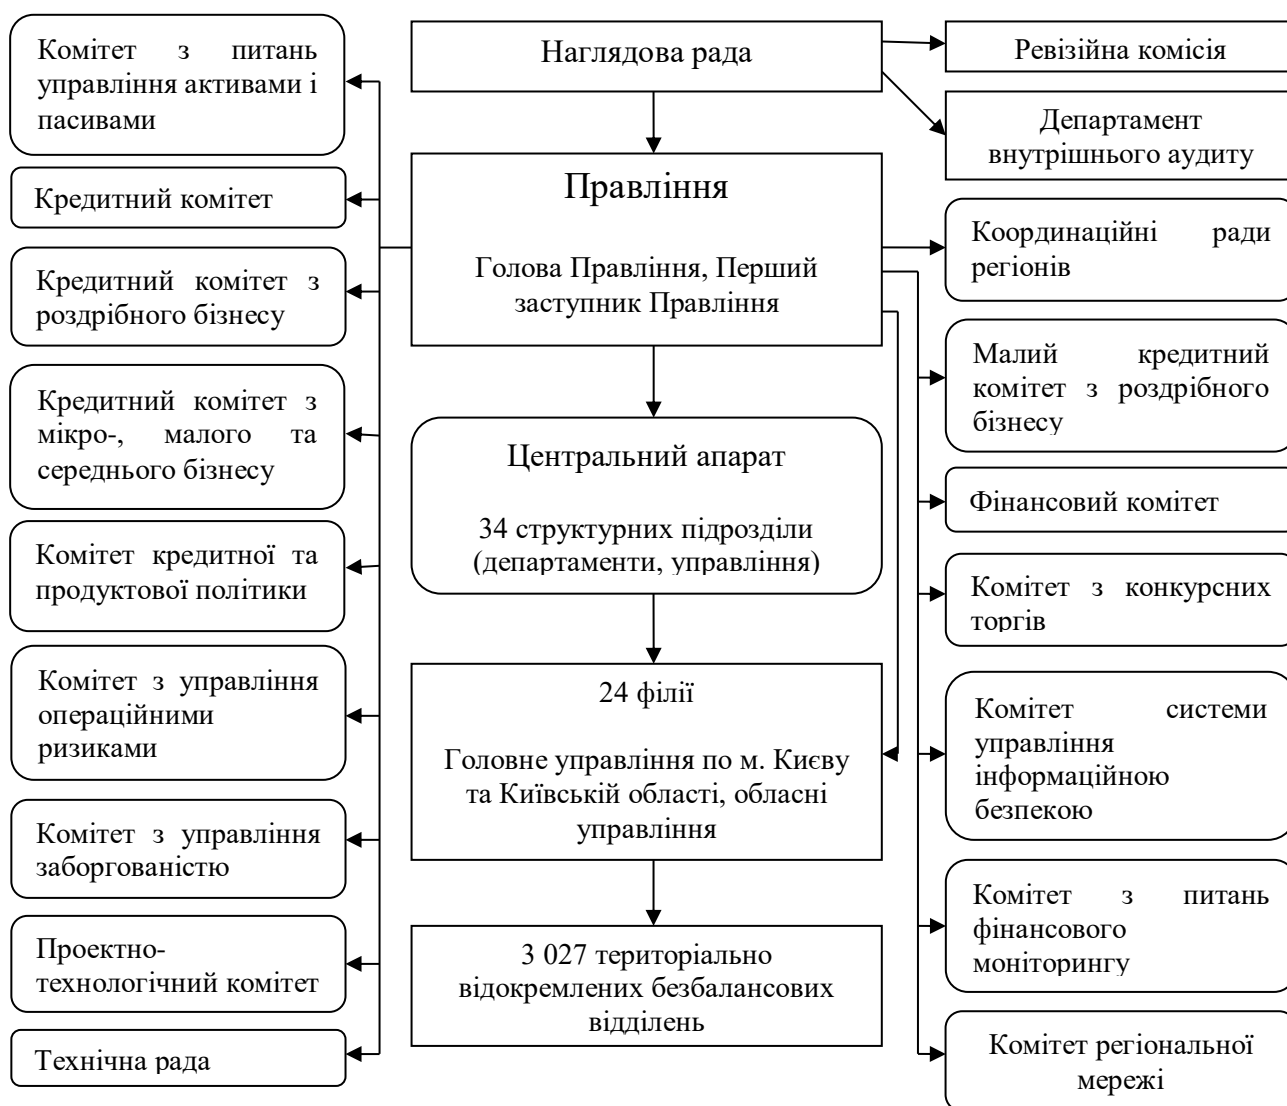 Комітет з питань
управління активами і
пасивами
Кредитний комітет
Кредитний комітет з
роздрібного бізнесу
Кредитний комітет з
мікро-, малого та
середнього бізнесу
Комітет кредитної та
продуктової політики
Комітет з управління
операційними
ризиками
Комітет з управління
заборгованістю
Проектно-
технологічний комітет
Технічна рада
Наглядова рада
Правління
Голова Правління, Перший
заступник Правління
Центральний апарат
34 структурних підрозділи
(департаменти, управління)
24 філії
Головне управління по м. Києву
та Київській області, обласні
управління
3 027 територіально
відокремлених безбалансових
відділень
Ревізійна комісія
Департамент
внутрішнього аудиту
Координаційні ради
регіонів
Малий кредитний
комітет з роздрібного
бізнесу
Фінансовий комітет
Комітет з конкурсних
торгів
Комітет системи
управління
інформаційною
безпекою
Комітет з питань
фінансового
моніторингу
Комітет регіональної
мережі